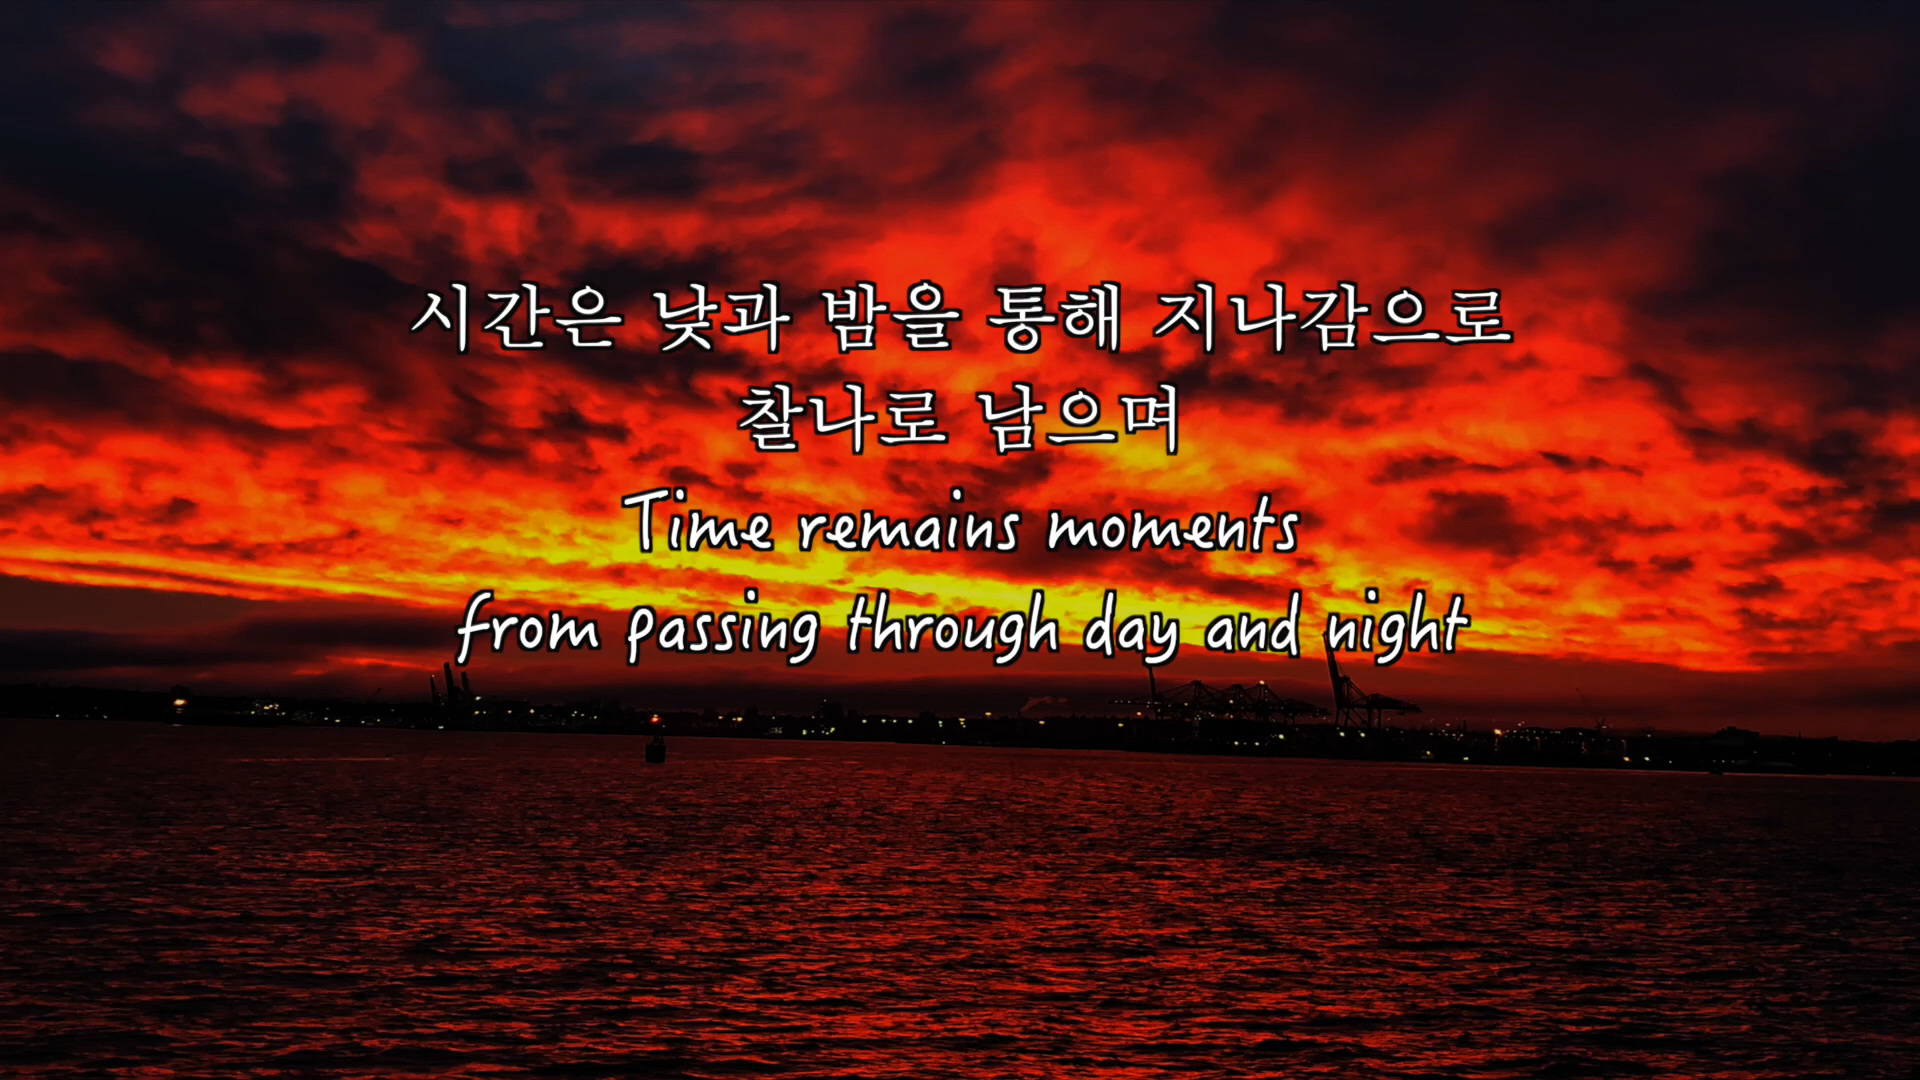 시간은 낮과 밤을 통해 지나감으로
찰나로 남으며
Time remains moments
from passing through day and night